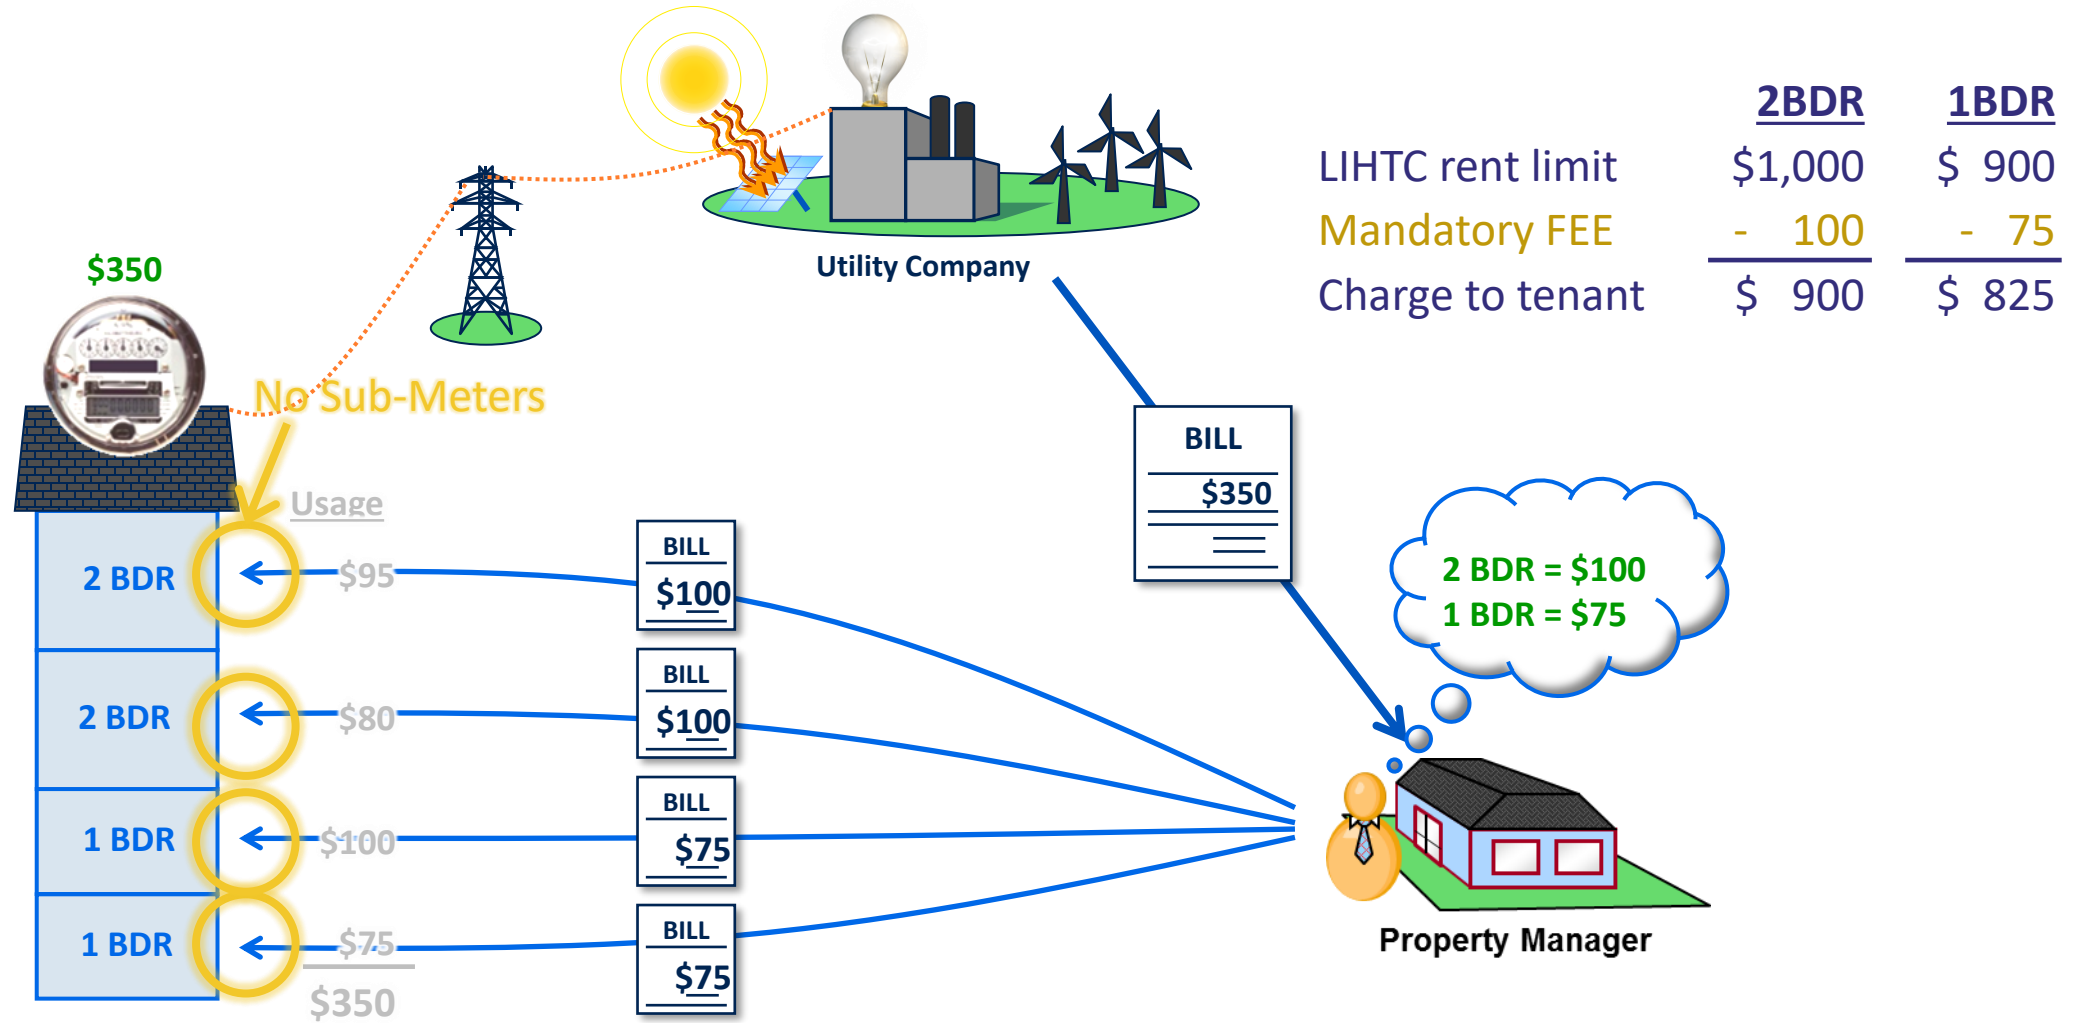 2BDR 1BDR
LIHTC rent limit $1,000 $ 900
Mandatory FEE - 100 - 75
Charge to tenant $ 900 $ 825
Utility Company
$350
No Sub-Meters
BILL
$350
Usage
2 BDR $95 BILL
$100
2 BDR = $100
1 BDR = $75
2 BDR $80 BILL
$100
1 BDR $100 BILL
$75
1 BDR $75 BILL
$75
$350
Property Manager